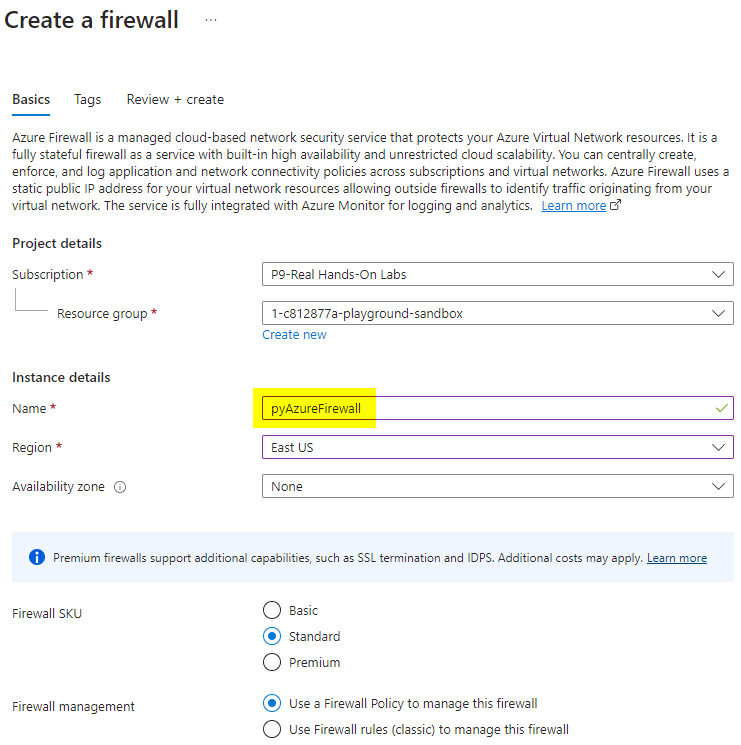 Create a firewall ...
Basics Tags Review + create
Azure Firewall is a managed cloud-based network security service that protects your Azure Virtual Network resources. It is a
fully stateful firewall as a service with built-in high availability and unrestricted cloud scalability. You can centrally create,
enforce, and log application and network connectivity policies across subscriptions and virtual networks. Azure Firewall uses a
static public IP address for your virtual network resources allowing outside firewalls to identify traffic originating from your
virtual network. The service is fully integrated with Azure Monitor for logging and analytics. Learn more
Project details
Subscription * P9-Real Hands-On Labs
Resource group * 1-c812877a-playground-sandbox
Create new
Instance details
Name * pyAzureFirewall
Region * East US
Availability zone None
Premium firewalls support additional capabilities, such as SSL termination and IDPS. Additional costs may apply. Learn more
Firewall SKU Basic
Standard
Premium
Firewall management Use a Firewall Policy to manage this firewall
Use Firewall rules (classic) to manage this firewall